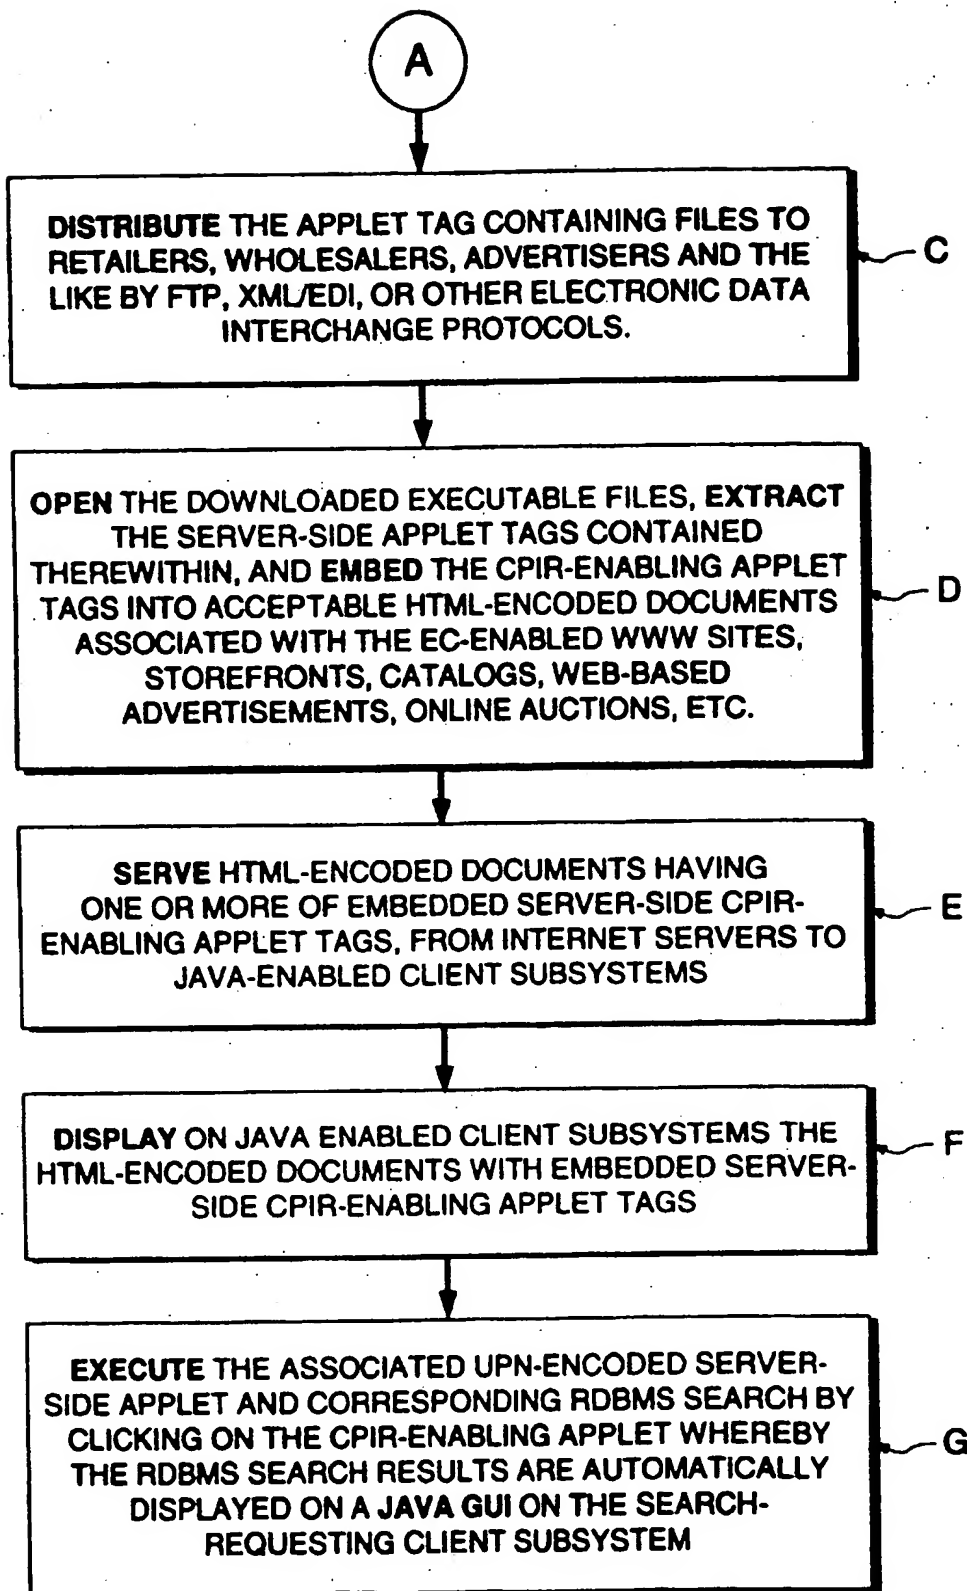 A
DISTRIBUTE THE APPLET TAG CONTAINING FILES TO
RETAILERS, WHOLESALERS, ADVERTISERS AND THE
LIKE BY FTP, XML/EDI, OR OTHER ELECTRONIC DATA
INTERCHANGE PROTOCOLS.
C
OPEN THE DOWNLOADED EXECUTABLE FILES, EXTRACT
THE SERVER-SIDE APPLET TAGS CONTAINED
THEREWITHIN, AND EMBED THE CPIR-ENABLING APPLET
TAGS INTO ACCEPTABLE HTML-ENCODED DOCUMENTS
ASSOCIATED WITH THE EC-ENABLED WWW SITES,
STOREFRONTS, CATALOGS, WEB-BASED
ADVERTISEMENTS, ONLINE AUCTIONS, ETC.
D
SERVE HTML-ENCODED DOCUMENTS HAVING
ONE OR MORE OF EMBEDDED SERVER-SIDE CPIR-
ENABLING APPLET TAGS, FROM INTERNET SERVERS TO
JAVA-ENABLED CLIENT SUBSYSTEMS
E
DISPLAY ON JAVA ENABLED CLIENT SUBSYSTEMS THE
HTML-ENCODED DOCUMENTS WITH EMBEDDED SERVER-
SIDE CPIR-ENABLING APPLET TAGS
F
EXECUTE THE ASSOCIATED UPN-ENCODED SERVER-
SIDE APPLET AND CORRESPONDING RDBMS SEARCH BY
CLICKING ON THE CPIR-ENABLING APPLET WHEREBY
THE RDBMS SEARCH RESULTS ARE AUTOMATICALLY
DISPLAYED ON A JAVA GUI ON THE SEARCH-
REQUESTING CLIENT SUBSYSTEM
G